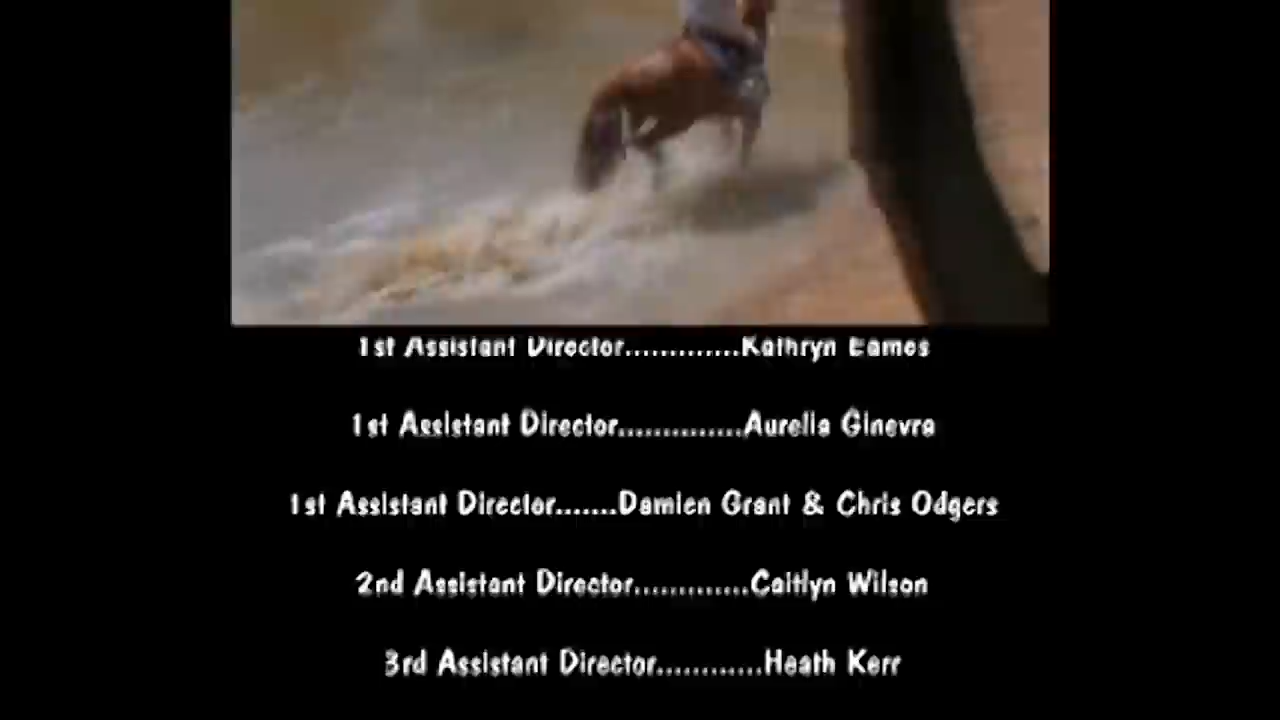 1st Assistant Director.............Kathryn Eames
1st Assistant Director..............Aurelia Ginevra
1st Assistant Director.......Damien Grant & Chris Odgers
2nd Assistant Director.............Caitlyn Wilson
3rd Assistant Director............Heath Kerr